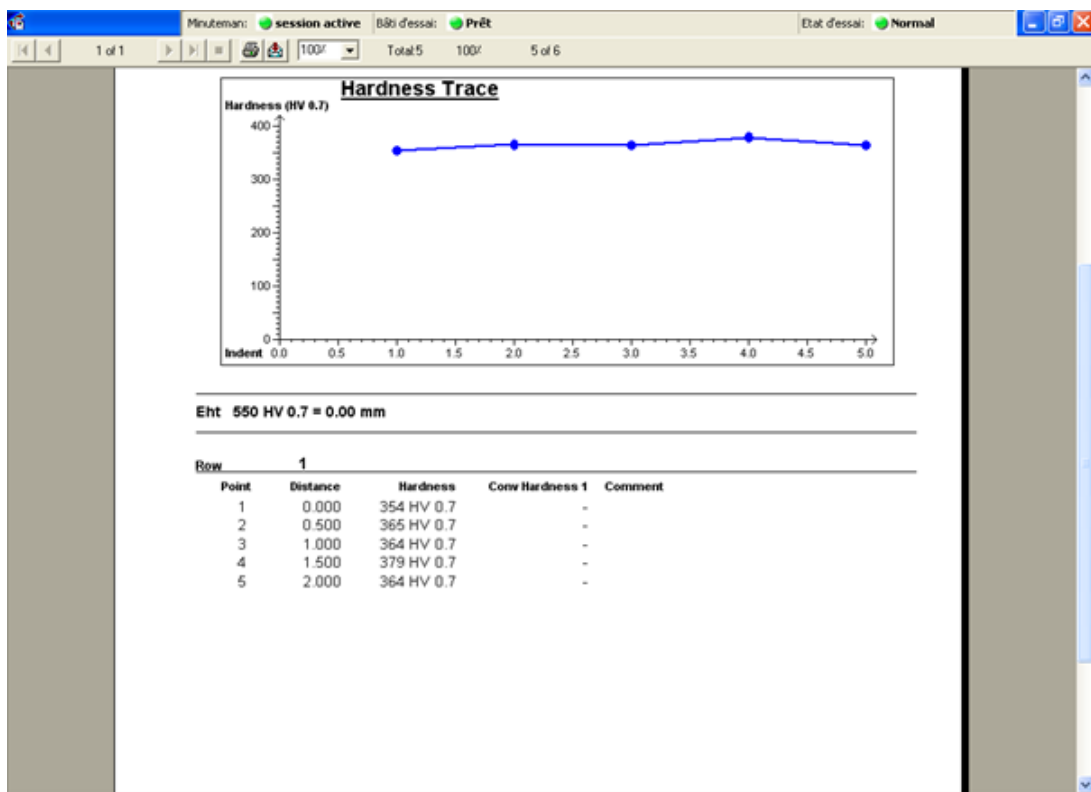 Minuteman: session active Bâti d'essai: Prêt Etat d'essai: Normal
1 of 1 100% Total:5 100% 5 of 6
Hardness Trace
Hardness (HV 0.7)
400
300
200
100
0
Indent 0.0 0.5 1.0 1.5 2.0 2.5 3.0 3.5 4.0 4.5 5.0
Eht 550 HV 0.7 = 0.00 mm
Row 1
Point Distance Hardness Conv Hardness 1 Comment
1 0.000 354 HV 0.7 -
2 0.500 365 HV 0.7 -
3 1.000 364 HV 0.7 -
4 1.500 379 HV 0.7 -
5 2.000 364 HV 0.7 -